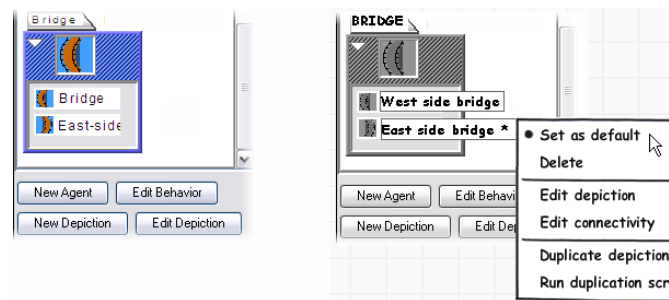 Bridge
Bridge
East-side
New Agent
Edit Behavior
New Depiction
Edit Depiction
BRIDGE
West side bridge
East side bridge *
New Agent
Edit Behavi
New Depiction
Edit De
Set as default
Delete
Edit depiction
Edit connectivity
Duplicate depiction
Run duplication scr